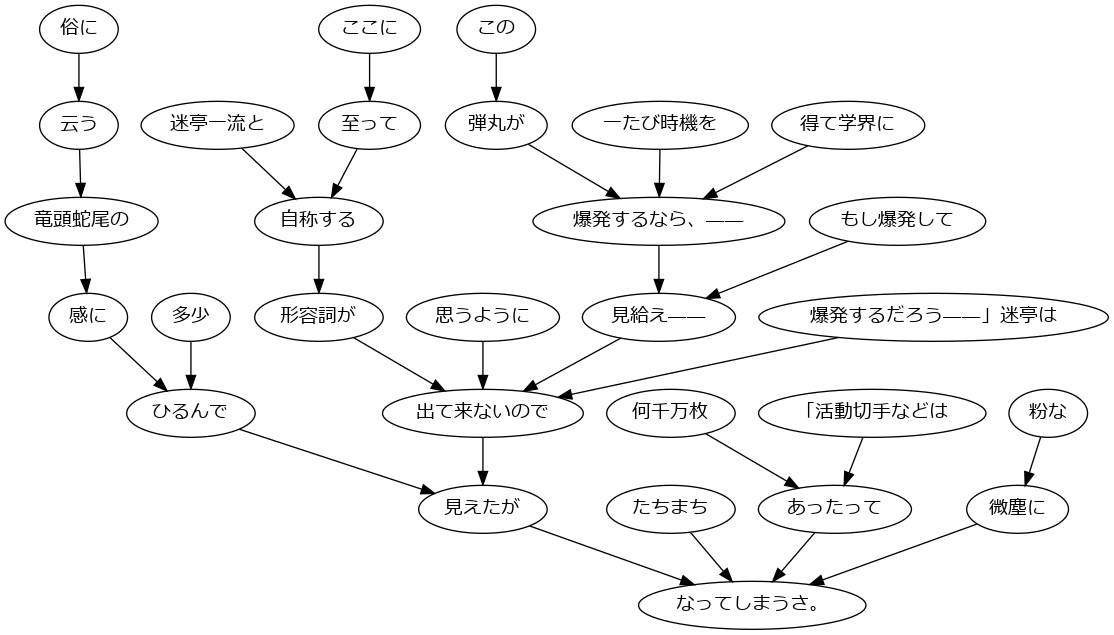 俗に
ここに
この
云う
迷亭一流と
至って
弾丸が
一たび時機を
得て学界に
竜頭蛇尾の
自称する
爆発するなら、――
もし爆発して
感に
多少
形容詞が
思うように
見給え――
爆発するだろう――」迷亭は
ひるんで
出て来ないので
何千万枚
「活動切手などは
粉な
見えたが
たちまち
あったって
微塵に
なってしまうさ。